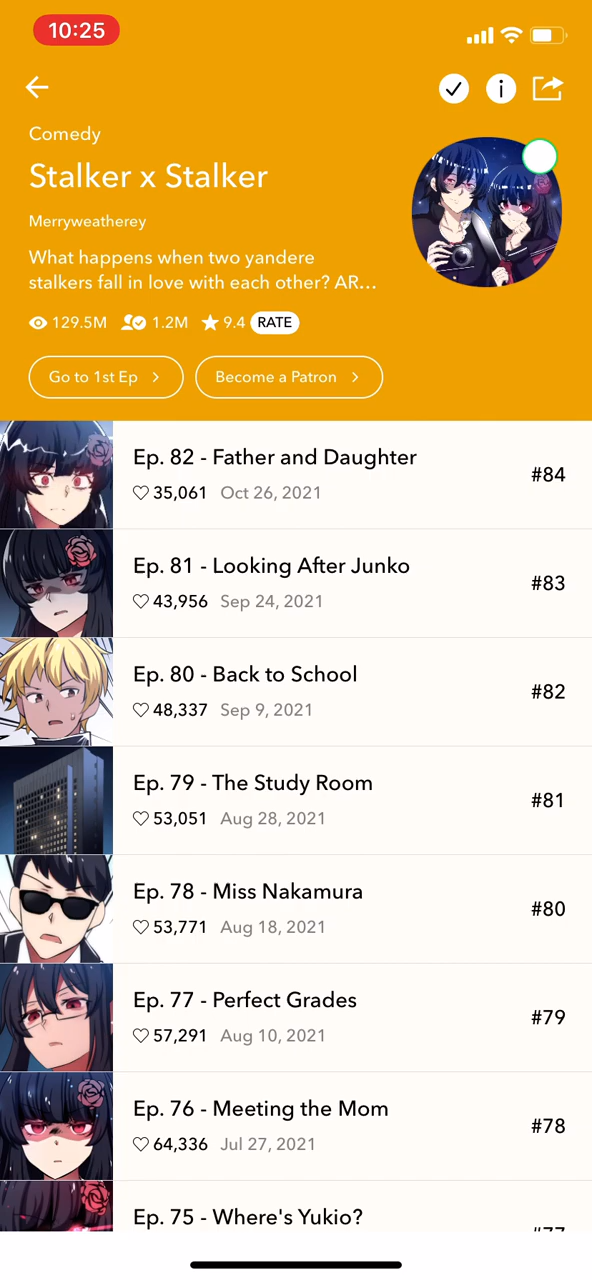 10:25
Comedy
Stalker x Stalker
Merryweatherey
What happens when two yandere
stalkers fall in love with each other? AR...
129.5M 1.2M 9.4 RATE
Go to 1st Ep > Become a Patron >
Ep. 82 - Father and Daughter
35,061 Oct 26, 2021
#84
Ep. 81 - Looking After Junko
43,956 Sep 24, 2021
#83
Ep. 80 - Back to School
48,337 Sep 9, 2021
#82
Ep. 79 - The Study Room
53,051 Aug 28, 2021
#81
Ep. 78 - Miss Nakamura
53,771 Aug 18, 2021
#80
Ep. 77 - Perfect Grades
57,291 Aug 10, 2021
#79
Ep. 76 - Meeting the Mom
64,336 Jul 27, 2021
#78
Ep. 75 - Where's Yukio?